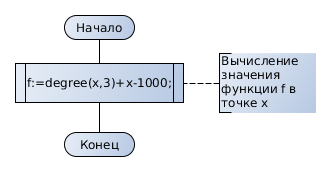 Начало
f:=degree(x,3)+x-1000;
Вычисление
значения
функции f в
точке x
Конец